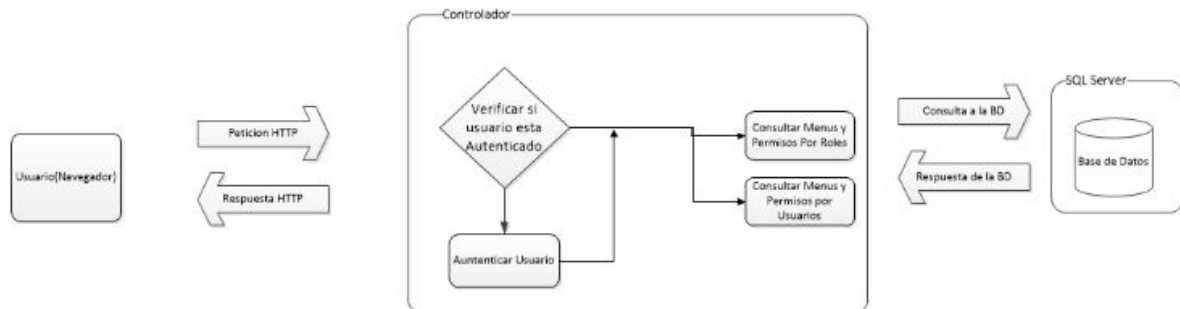 Controlador
SQL Server
Verificar si
usuario esta
Autenticado
Peticion HTTP
Respuesta HTTP
Usuario(Navegador)
Consultar Menus y
Permisos Por Roles
Consultar Menus y
Permisos por
Usuarios
Auntenticar Usuario
Consulta a la BD
Respuesta de la BD
Base de Datos